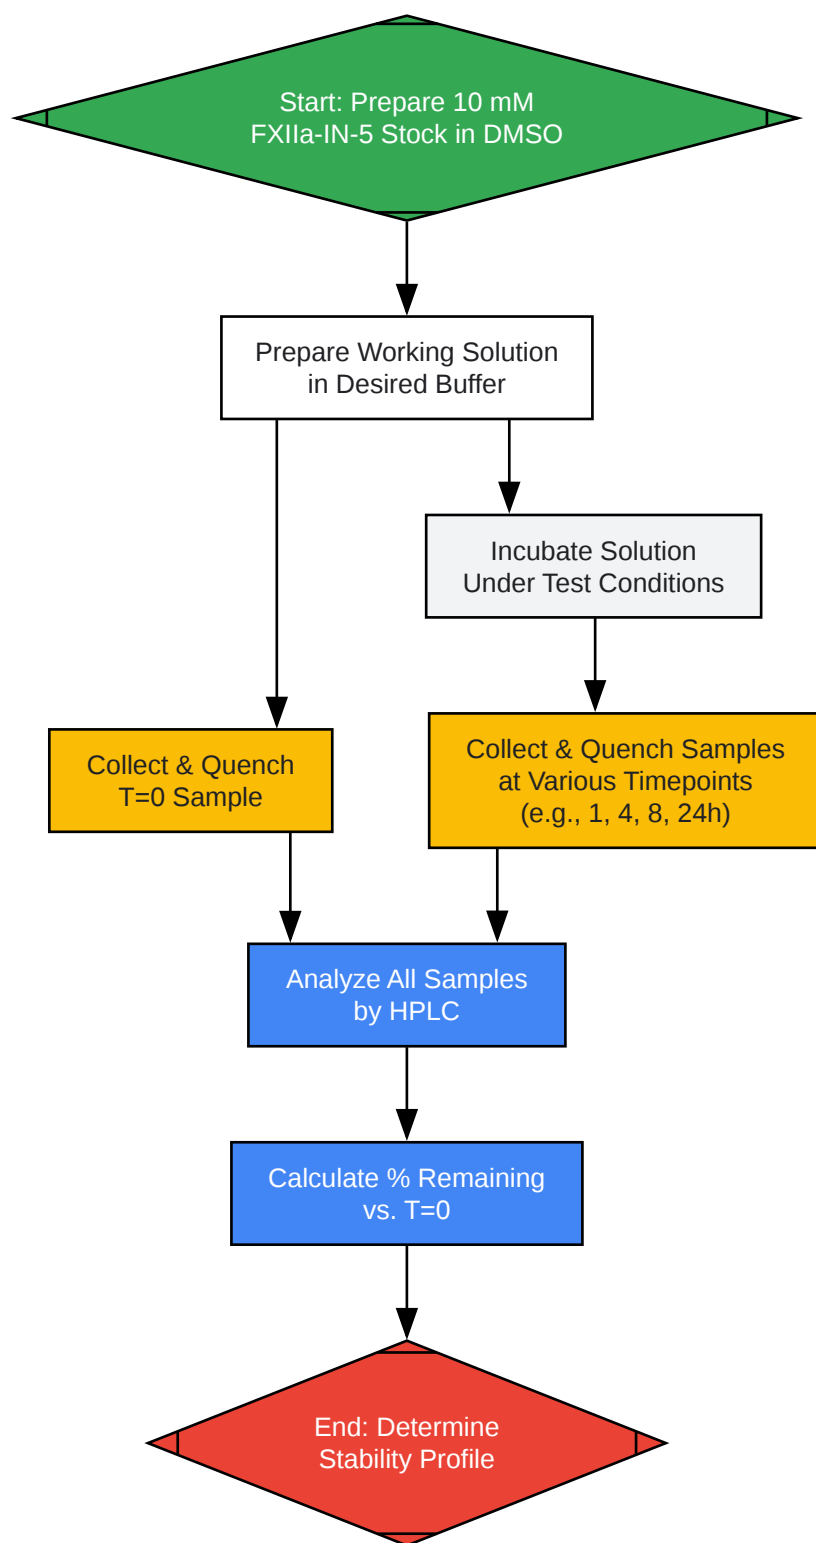 Start: Prepare 10 mM
FXIIa-IN-5 Stock in DMSO
Prepare Working Solution
in Desired Buffer
Incubate Solution
Under Test Conditions
Collect & Quench
T=0 Sample
Collect & Quench Samples
at Various Timepoints
(e.g., 1, 4, 8, 24h)
Analyze All Samples
by HPLC
Calculate % Remaining
vs. T=0
End: Determine
Stability Profile